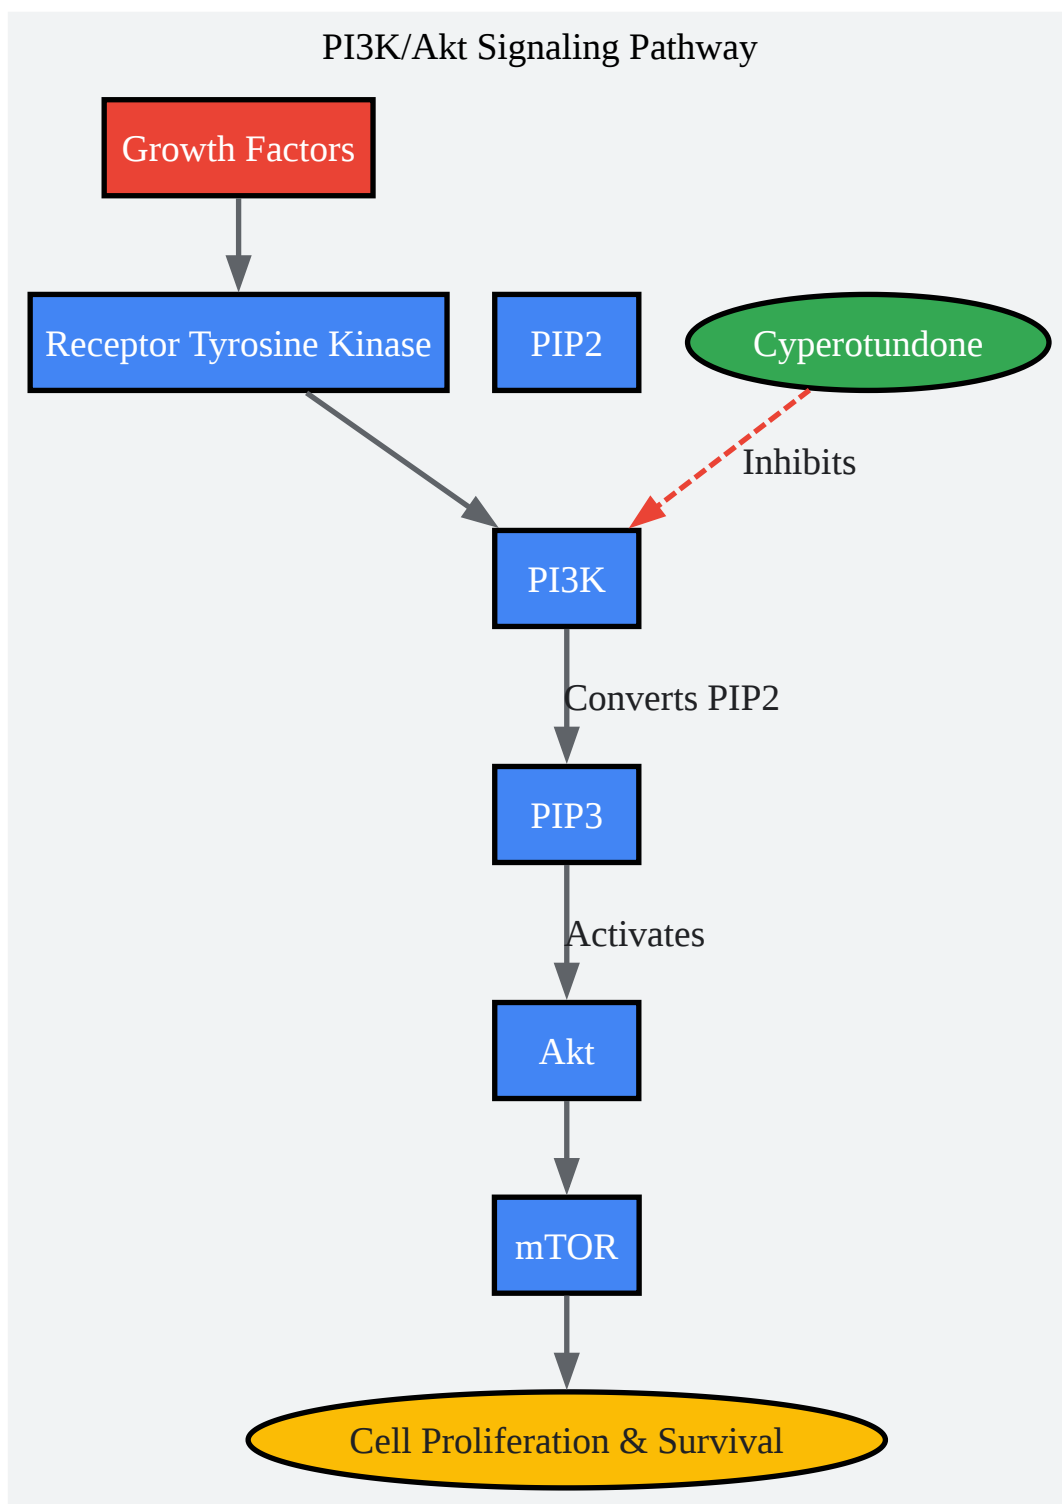 PI3K/Akt Signaling Pathway
Growth Factors
Receptor Tyrosine Kinase
PIP2
Cyperotundone
Inhibits
PI3K
Converts PIP2
PIP3
Activates
Akt
mTOR
Cell Proliferation & Survival